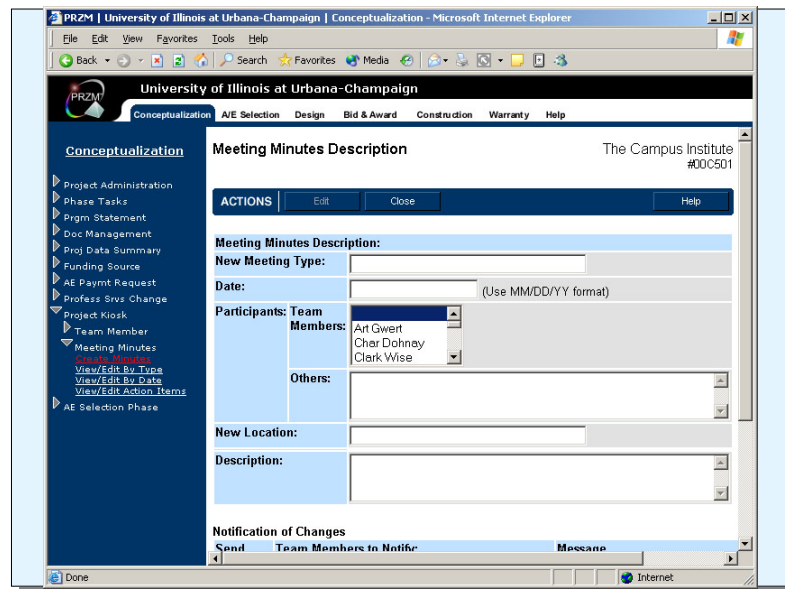 PRZM | University of Illinois at Urbana-Champaign | Conceptualization - Microsoft Internet Explorer
File Edit View Favorites Tools Help
Back Search Favorites Media
PRZM
University of Illinois at Urbana-Champaign
Conceptualization A/E Selection Design Bid & Award Construction Warranty Help
Conceptualization
Project Administration
Phase Tasks
Prgm Statement
Doc Management
Proj Data Summary
Funding Source
AE Paymt Request
Profess Srvs Change
Project Kiosk
Team Member
Meeting Minutes
Create Minutes
View/Edit By Type
View/Edit By Date
View/Edit Action Items
AE Selection Phase
Meeting Minutes Description
The Campus Institute
#00C501
ACTIONS Edit Close Help
Meeting Minutes Description:
New Meeting Type:
Date: (Use MM/DD/YY format)
Participants: Team Members:
Art Gwert
Char Dohnay
Clark Wise
Others:
New Location:
Description:
Notification of Changes
Send Team Members to Notify: Message
Done Internet